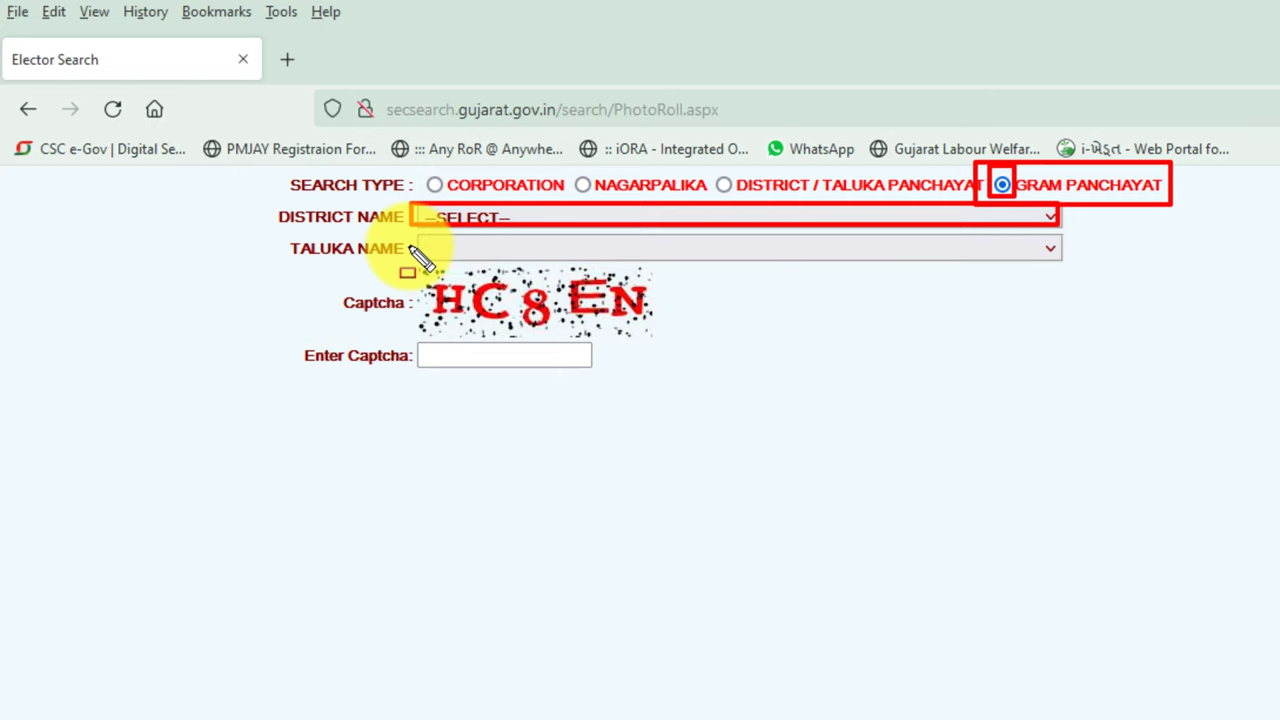 File Edit View History Bookmarks Tools Help
Elector Search
secsearch.gujarat.gov.in/search/PhotoRoll.aspx
CSC e-Gov | Digital Se... PMJAY Registraion For... ::: Any RoR @ Anywhe... :: iORA - Integrated O... WhatsApp Gujarat Labour Welfar... i-ખેડૂત - Web Portal fo...
SEARCH TYPE : CORPORATION NAGARPALIKA DISTRICT / TALUKA PANCHAYAT GRAM PANCHAYAT
DISTRICT NAME --SELECT--
TALUKA NAME
Captcha : HC8EN
Enter Captcha: